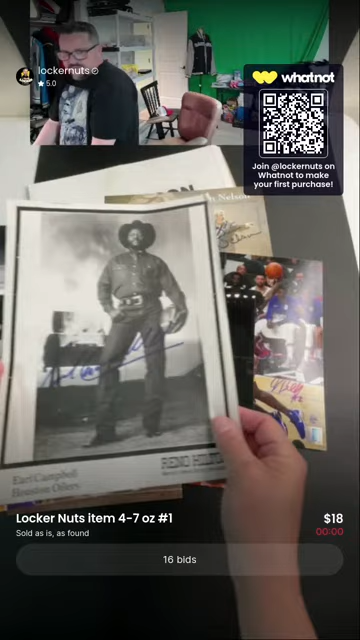 lockernuts
5.0
whatnot
Join @lockernuts on
Whatnot to make
your first purchase!
Nelson
Earl Campbell
Houston Oilers
RENO HILTON
Locker Nuts item 4-7 oz #1
$18
Sold as is, as found
00:00
16 bids